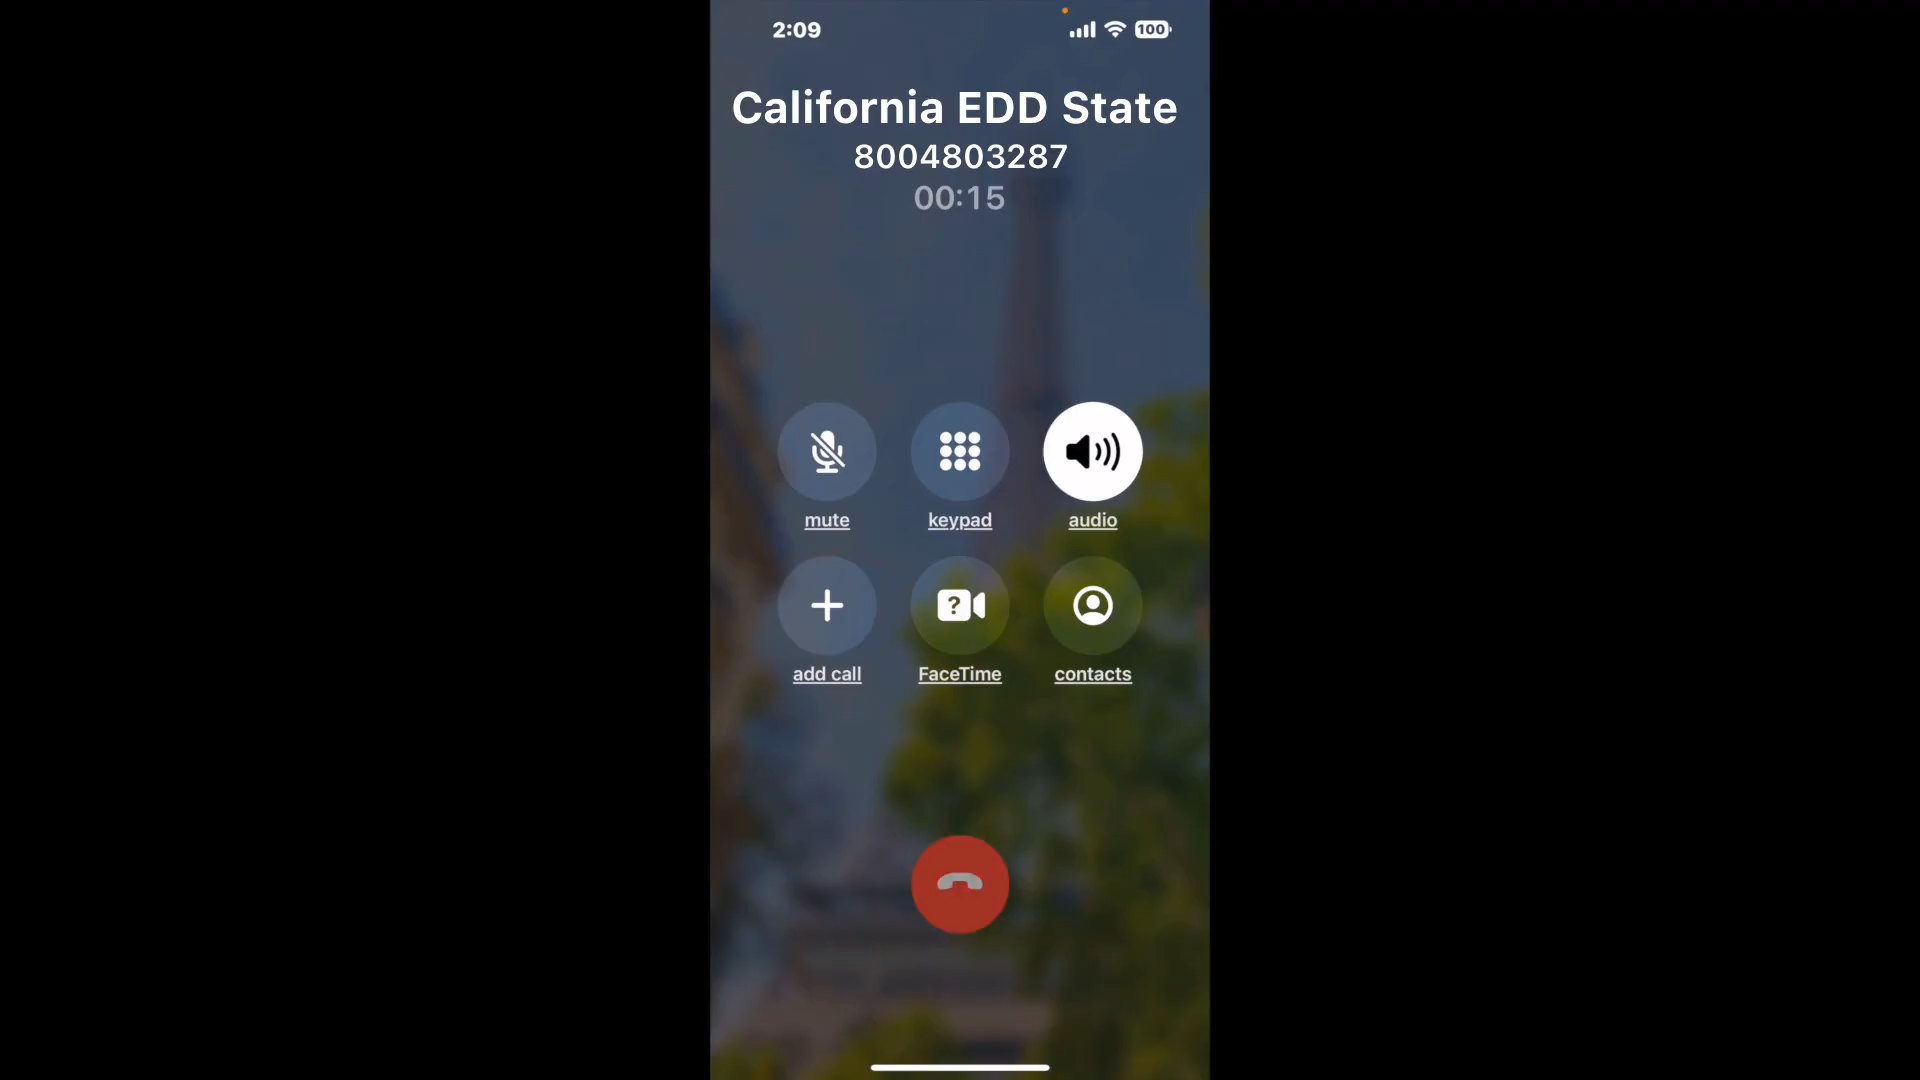 2:09
100
California EDD State
8004803287
00:15
mute
keypad
audio
?
add call
FaceTime
contacts